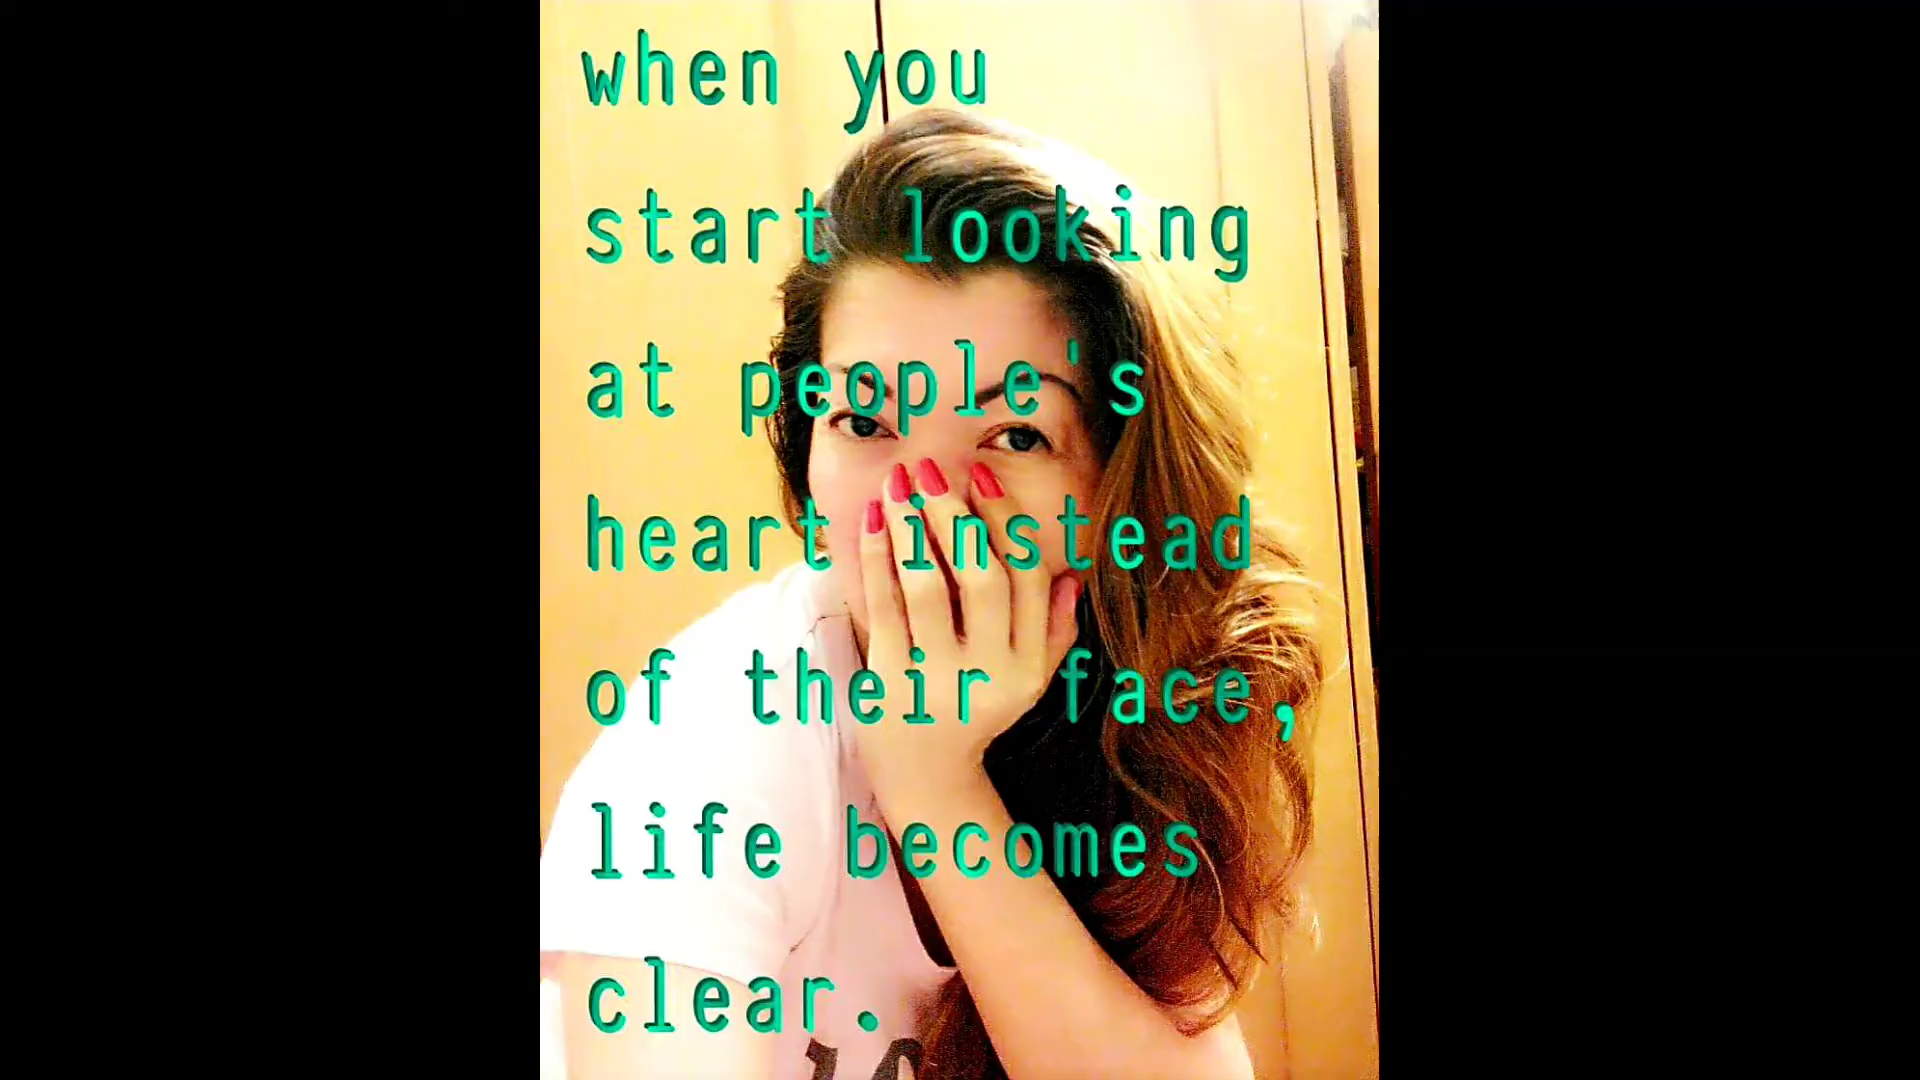 when you
start looking
at people's
heart instead
of their face,
life becomes
clear.